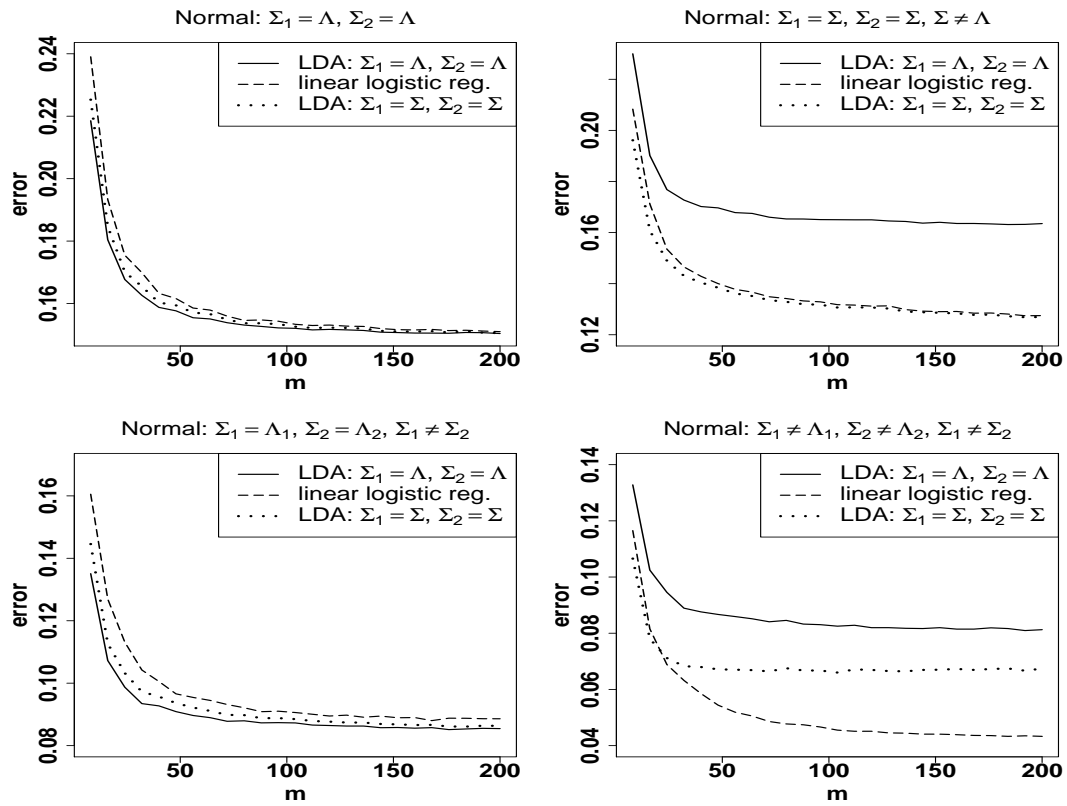 Normal: Σ₁ = Λ, Σ₂ = Λ
LDA: Σ₁ = Λ, Σ₂ = Λ
linear logistic reg.
LDA: Σ₁ = Σ, Σ₂ = Σ
error
0.24
0.22
0.20
0.18
0.16
50 100 150 200
m
Normal: Σ₁ = Σ, Σ₂ = Σ, Σ ≠ Λ
LDA: Σ₁ = Λ, Σ₂ = Λ
linear logistic reg.
LDA: Σ₁ = Σ, Σ₂ = Σ
error
0.20
0.16
0.12
50 100 150 200
m
Normal: Σ₁ = Λ₁, Σ₂ = Λ₂, Σ₁ ≠ Σ₂
LDA: Σ₁ = Λ, Σ₂ = Λ
linear logistic reg.
LDA: Σ₁ = Σ, Σ₂ = Σ
error
0.16
0.14
0.12
0.10
0.08
50 100 150 200
m
Normal: Σ₁ ≠ Λ₁, Σ₂ ≠ Λ₂, Σ₁ ≠ Σ₂
LDA: Σ₁ = Λ, Σ₂ = Λ
linear logistic reg.
LDA: Σ₁ = Σ, Σ₂ = Σ
error
0.14
0.12
0.10
0.08
0.06
0.04
50 100 150 200
m